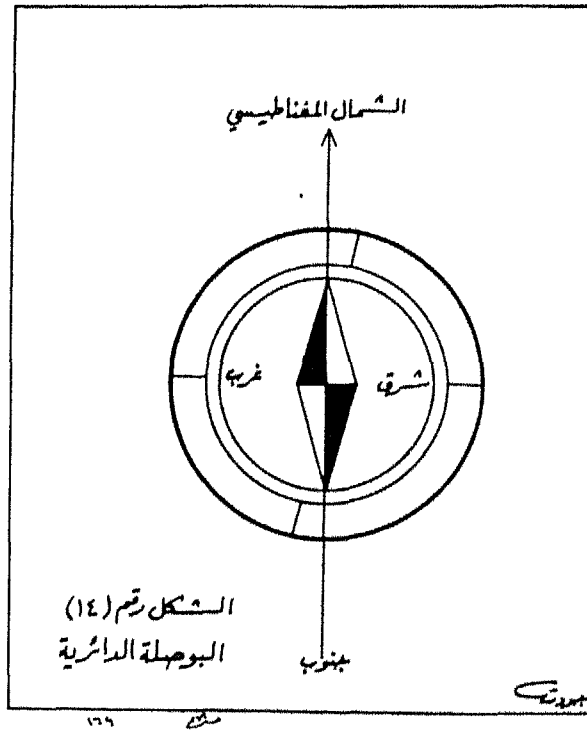 الشمال المغناطيسي
غرب
شرق
الشكل رقم (١٤)
البوصلة الدائرية
جنوب